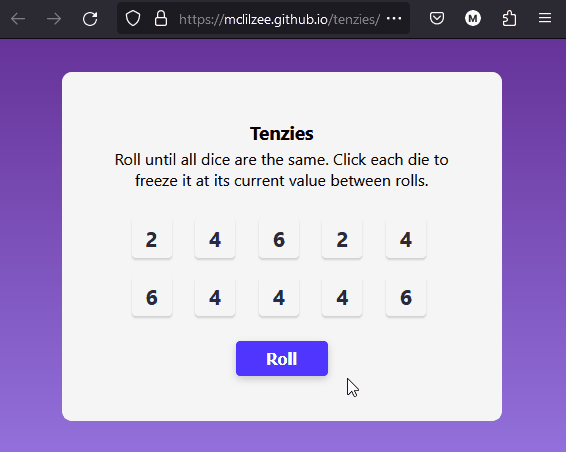 https://mclilzee.github.io/tenzies/
M
Tenzies
Roll until all dice are the same. Click each die to
freeze it at its current value between rolls.
2 4 6 2 4
6 4 4 4 6
Roll